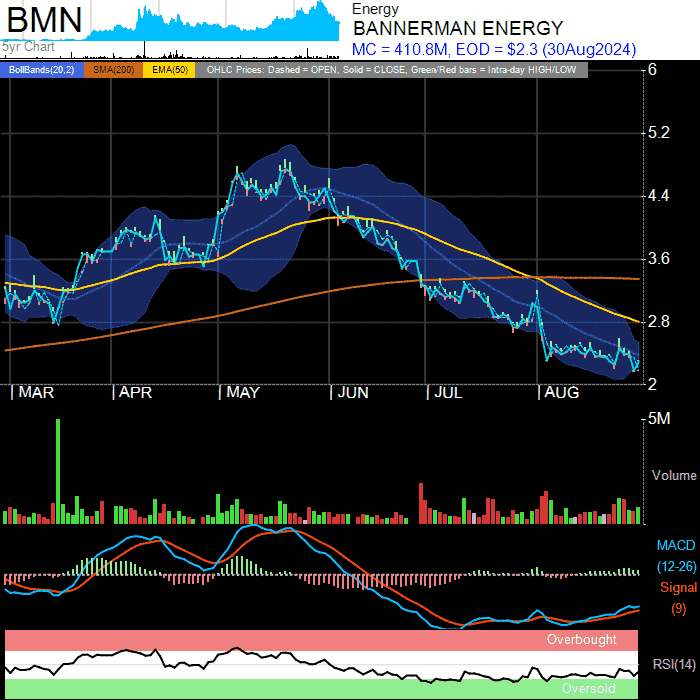 BMN
5yr Chart
Energy
BANNERMAN ENERGY
MC = 410.8M, EOD = $2.3 (30Aug2024)
BollBands(20,2) SMA(200) EMA(50) OHLC Prices: Dashed = OPEN, Solid = CLOSE, Green/Red bars = Intra-day HIGH/LOW
6
5.2
4.4
3.6
2.8
2
MAR APR MAY JUN JUL AUG
5M
Volume
MACD
(12-26)
Signal
(9)
Overbought
RSI(14)
Oversold